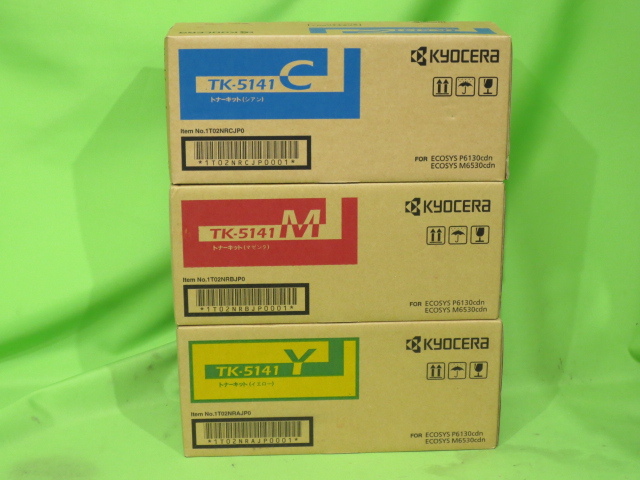 KYOCERA
TK-5141 C
トナーキット(シアン)
Item No.1T02NRCJP0
*1T02NRCJP0001*
KYOCERA
FOR ECOSYS P6130cdn
ECOSYS M6530cdn
TK-5141 M
トナーキット(マゼンタ)
Item No.1T02NRBJP0
*1T02NRBJP0001*
KYOCERA
FOR ECOSYS P6130cdn
ECOSYS M6530cdn
TK-5141 Y
トナーキット(イエロー)
Item No.1T02NRAJP0
*1T02NRAJP0001*
KYOCERA
FOR ECOSYS P6130cdn
ECOSYS M6530cdn